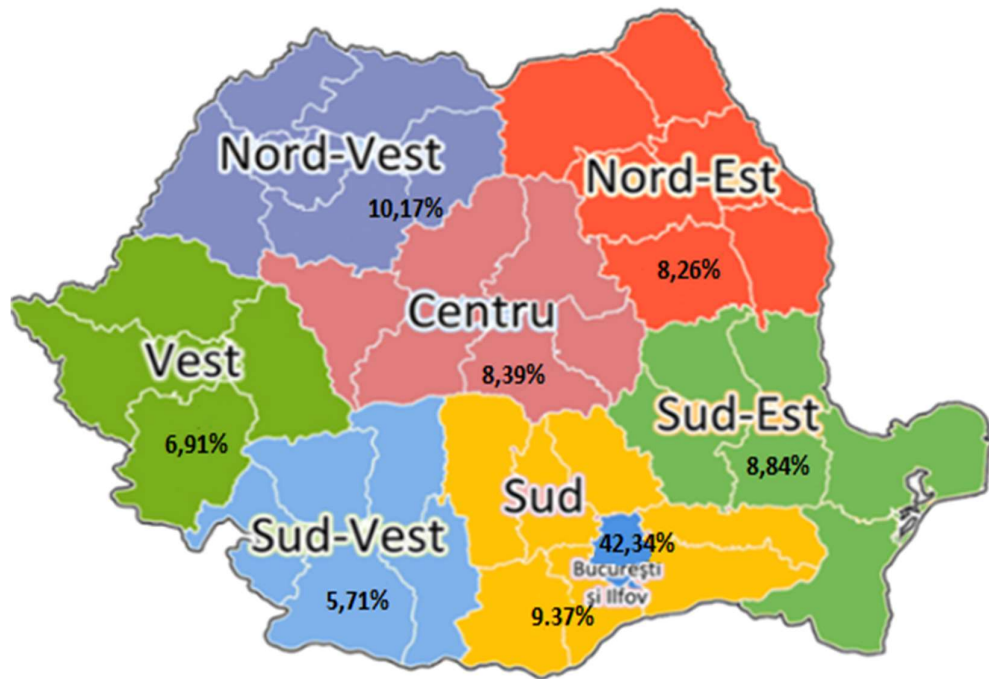 Nord-Vest
10,17%
Nord-Est
8,26%
Centru
8,39%
Vest
6,91%
Sud-Est
8,84%
Sud-Vest
5,71%
Sud
9.37%
42,34%
București
și Ilfov